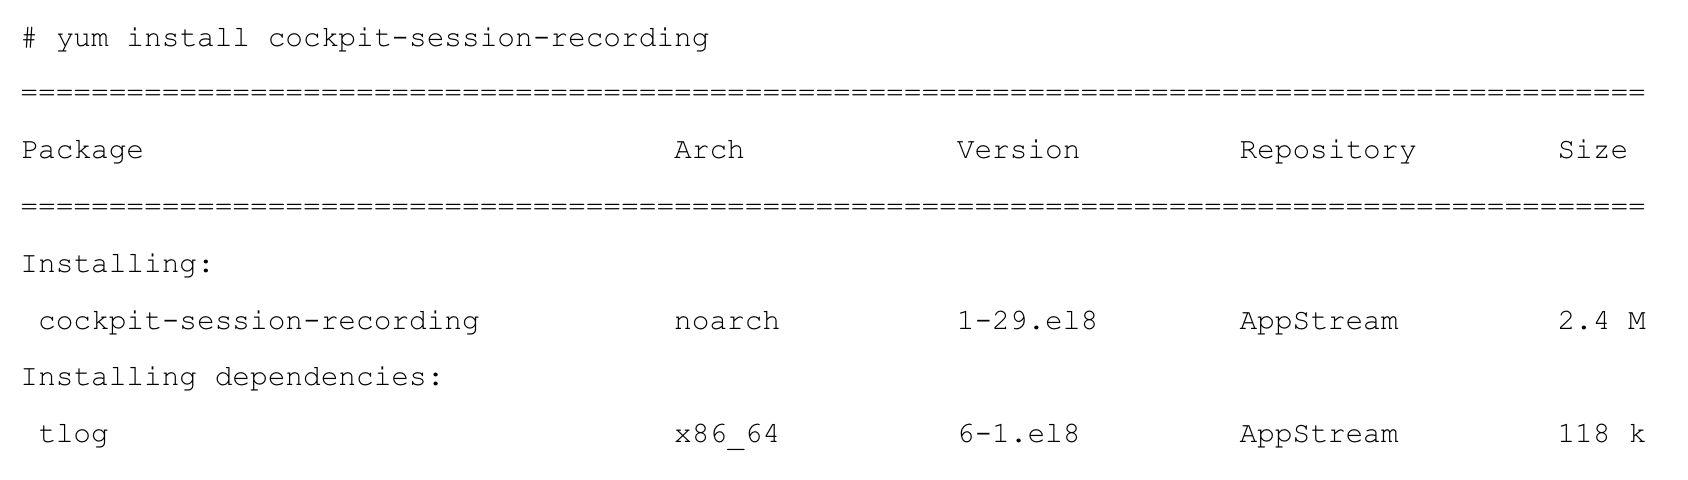 # yum install cockpit-session-recording
============================================================================================
Package                              Arch            Version         Repository        Size
============================================================================================
Installing:
 cockpit-session-recording           noarch          1-29.el8        AppStream         2.4 M
Installing dependencies:
 tlog                                x86_64          6-1.el8         AppStream         118 k